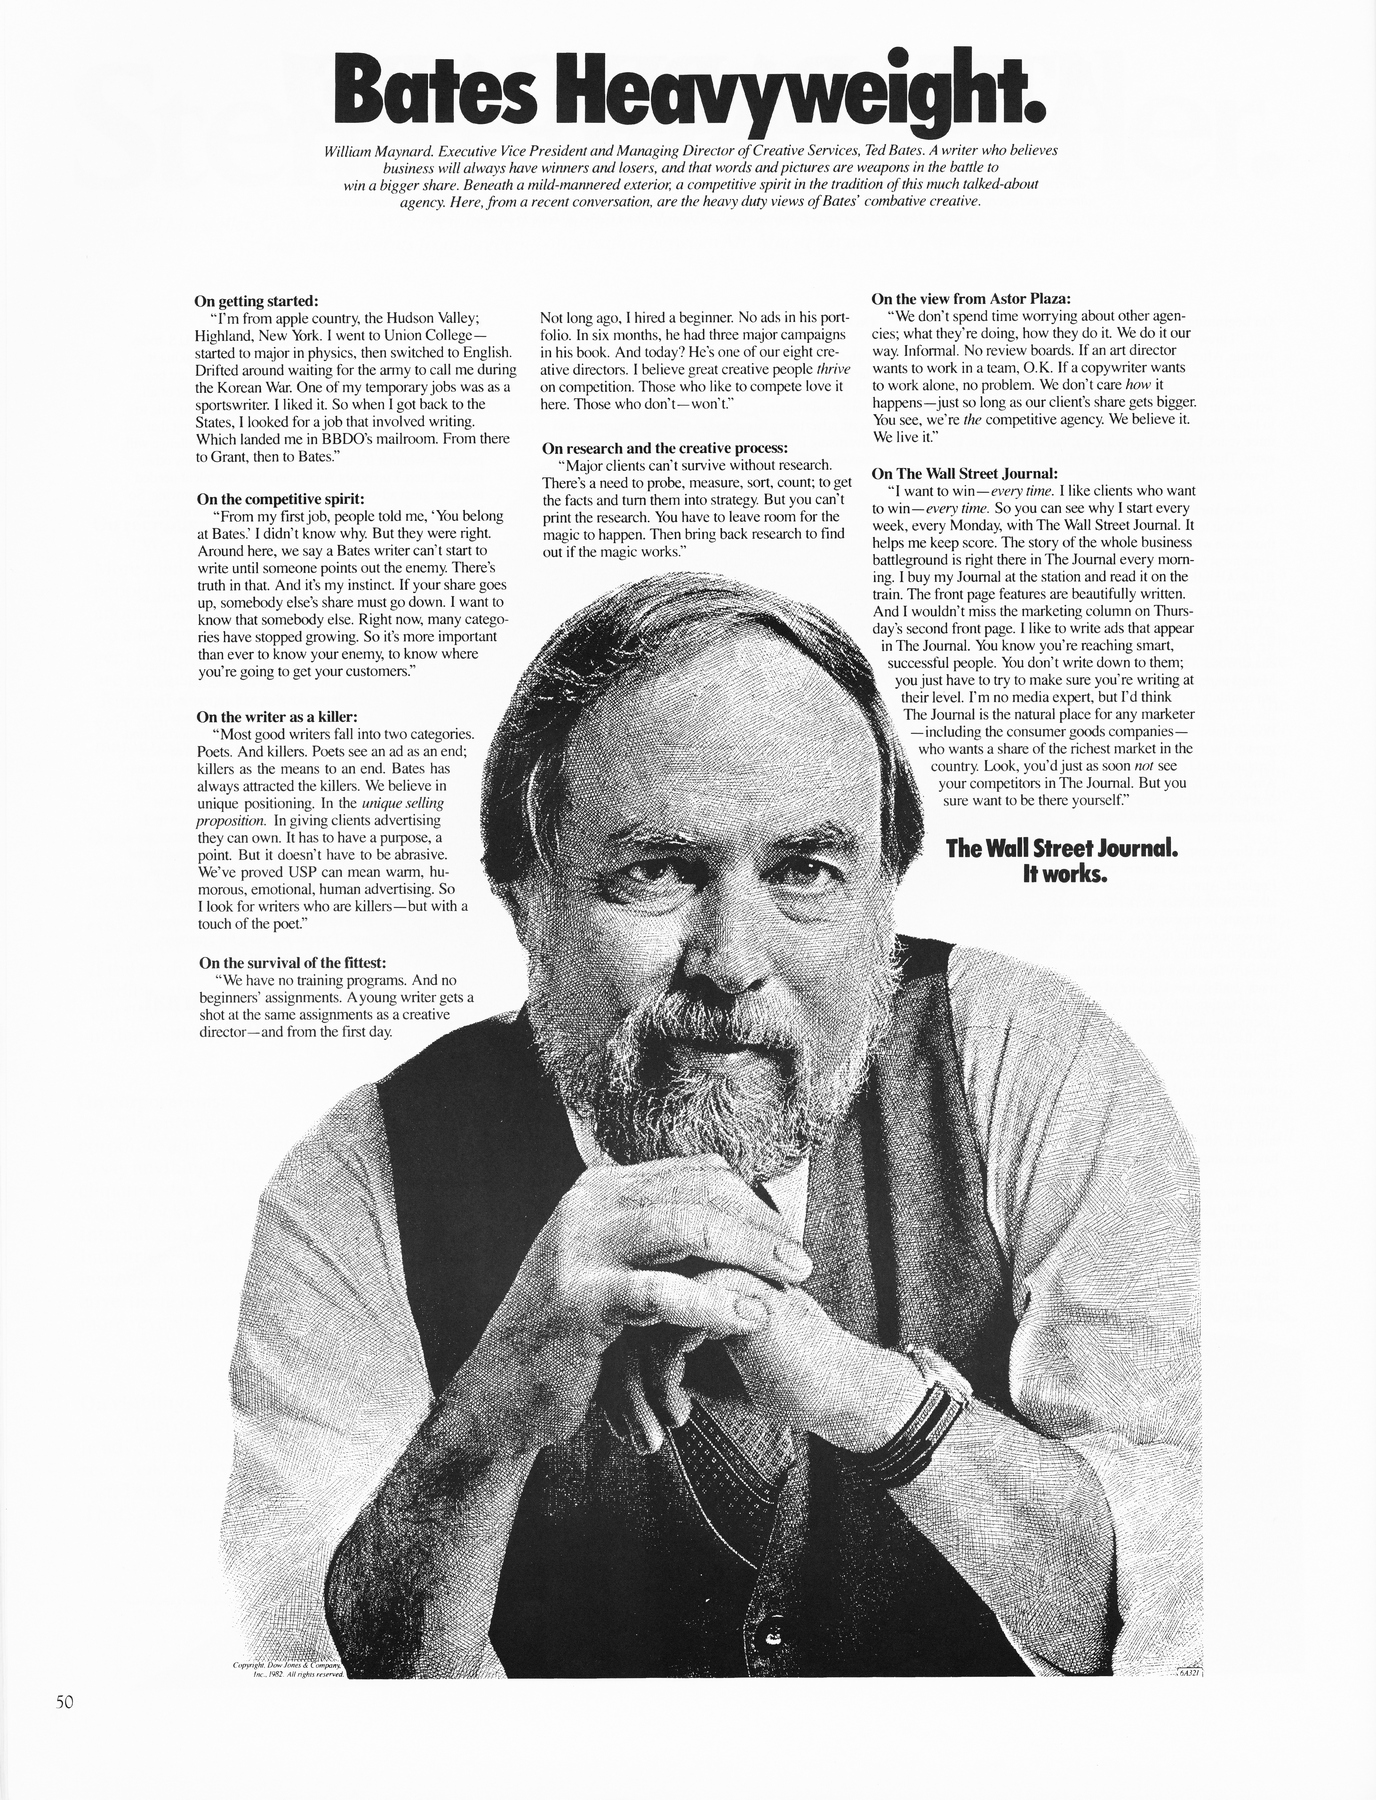 Bates Heavyweight.
William Maynard. Executive Vice President and Managing Director of Creative Services, Ted Bates. A writer who believes
business will always have winners and losers, and that words and pictures are weapons in the battle to
win a bigger share. Beneath a mild-mannered exterior, a competitive spirit in the tradition of this much talked-about
agency. Here, from a recent conversation, are the heavy duty views of Bates' combative creative.
On getting started:
“I'm from apple country, the Hudson Valley;
Highland, New York. I went to Union College—
started to major in physics, then switched to English.
Drifted around waiting for the army to call me during
the Korean War. One of my temporary jobs was as a
sportswriter. I liked it. So when I got back to the
States, I looked for a job that involved writing.
Which landed me in BBDO's mailroom. From there
to Grant, then to Bates.”
On the competitive spirit:
“From my first job, people told me, ‘You belong
at Bates.’ I didn't know why. But they were right.
Around here, we say a Bates writer can't start to
write until someone points out the enemy. There's
truth in that. And it's my instinct. If your share goes
up, somebody else's share must go down. I want to
know that somebody else. Right now, many catego-
ries have stopped growing. So it's more important
than ever to know your enemy, to know where
you're going to get your customers.”
On the writer as a killer:
“Most good writers fall into two categories.
Poets. And killers. Poets see an ad as an end;
killers as the means to an end. Bates has
always attracted the killers. We believe in
unique positioning. In the unique selling
proposition. In giving clients advertising
they can own. It has to have a purpose, a
point. But it doesn't have to be abrasive.
We've proved USP can mean warm, hu-
morous, emotional, human advertising. So
I look for writers who are killers—but with a
touch of the poet.”
On the survival of the fittest:
“We have no training programs. And no
beginners' assignments. A young writer gets a
shot at the same assignments as a creative
director—and from the first day.
Not long ago, I hired a beginner. No ads in his port-
folio. In six months, he had three major campaigns
in his book. And today? He's one of our eight cre-
ative directors. I believe great creative people thrive
on competition. Those who like to compete love it
here. Those who don't—won't.”
On research and the creative process:
“Major clients can't survive without research.
There's a need to probe, measure, sort, count; to get
the facts and turn them into strategy. But you can't
print the research. You have to leave room for the
magic to happen. Then bring back research to find
out if the magic works.”
On the view from Astor Plaza:
“We don't spend time worrying about other agen-
cies; what they're doing, how they do it. We do it our
way. Informal. No review boards. If an art director
wants to work in a team, O.K. If a copywriter wants
to work alone, no problem. We don't care how it
happens—just so long as our client's share gets bigger.
You see, we're the competitive agency. We believe it.
We live it.”
On The Wall Street Journal:
“I want to win—every time. I like clients who want
to win—every time. So you can see why I start every
week, every Monday, with The Wall Street Journal. It
helps me keep score. The story of the whole business
battleground is right there in The Journal every morn-
ing. I buy my Journal at the station and read it on the
train. The front page features are beautifully written.
And I wouldn't miss the marketing column on Thurs-
day's second front page. I like to write ads that appear
in The Journal. You know you're reaching smart,
successful people. You don't write down to them;
you just have to try to make sure you're writing at
their level. I'm no media expert, but I'd think
The Journal is the natural place for any marketer
—including the consumer goods companies—
who wants a share of the richest market in the
country. Look, you'd just as soon not see
your competitors in The Journal. But you
sure want to be there yourself.”
The Wall Street Journal.
It works.
Copyright, Dow Jones & Company,
Inc., 1982. All rights reserved.
6A321
50